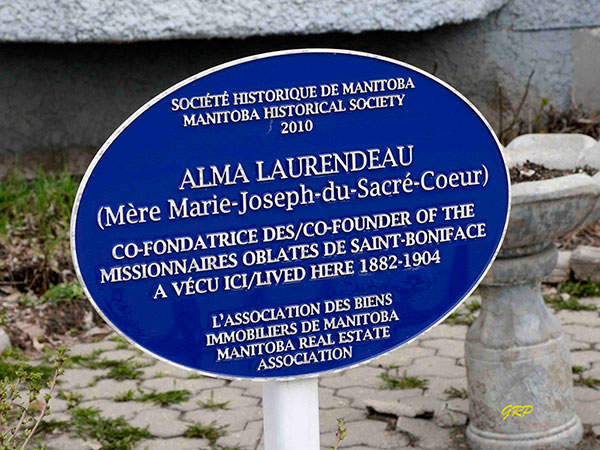 SOCIÉTÉ HISTORIQUE DE MANITOBA
MANITOBA HISTORICAL SOCIETY
2010
ALMA LAURENDEAU
(Mère Marie-Joseph-du-Sacré-Coeur)
CO-FONDATRICE DES/CO-FOUNDER OF THE
MISSIONNAIRES OBLATES DE SAINT-BONIFACE
A VÉCU ICI/LIVED HERE 1882-1904
L'ASSOCIATION DES BIENS
IMMOBILIERS DE MANITOBA
MANITOBA REAL ESTATE
ASSOCIATION
GRP